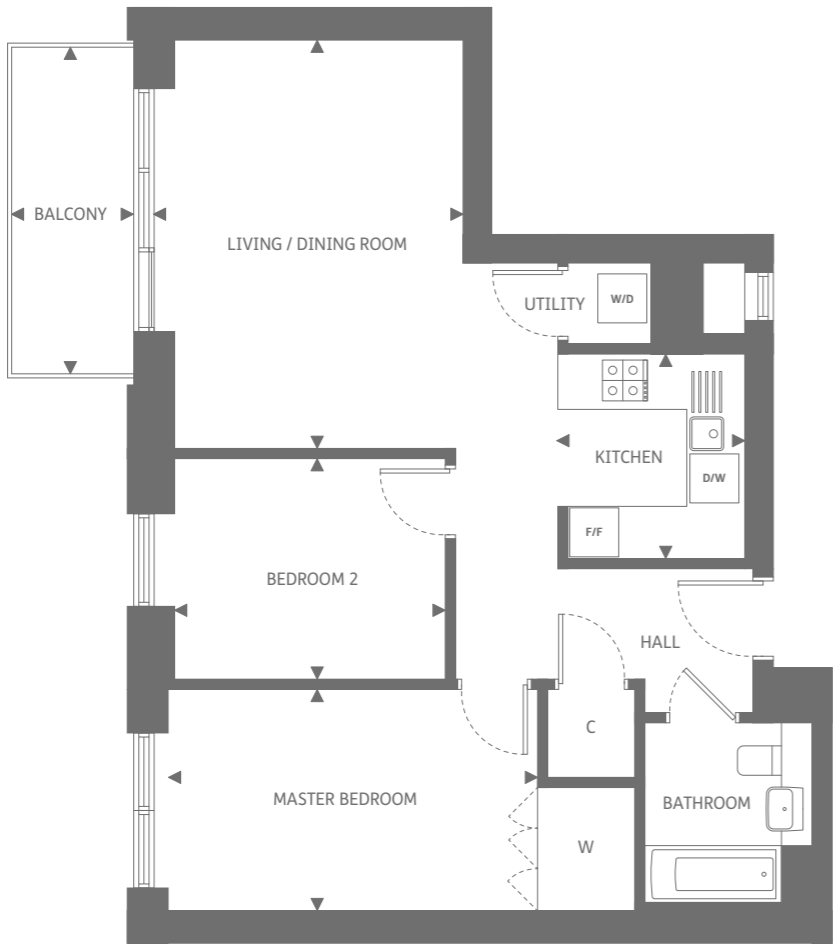 BALCONY
LIVING / DINING ROOM
UTILITY
W/D
KITCHEN
D/W
F/F
BEDROOM 2
HALL
C
MASTER BEDROOM
BATHROOM
W